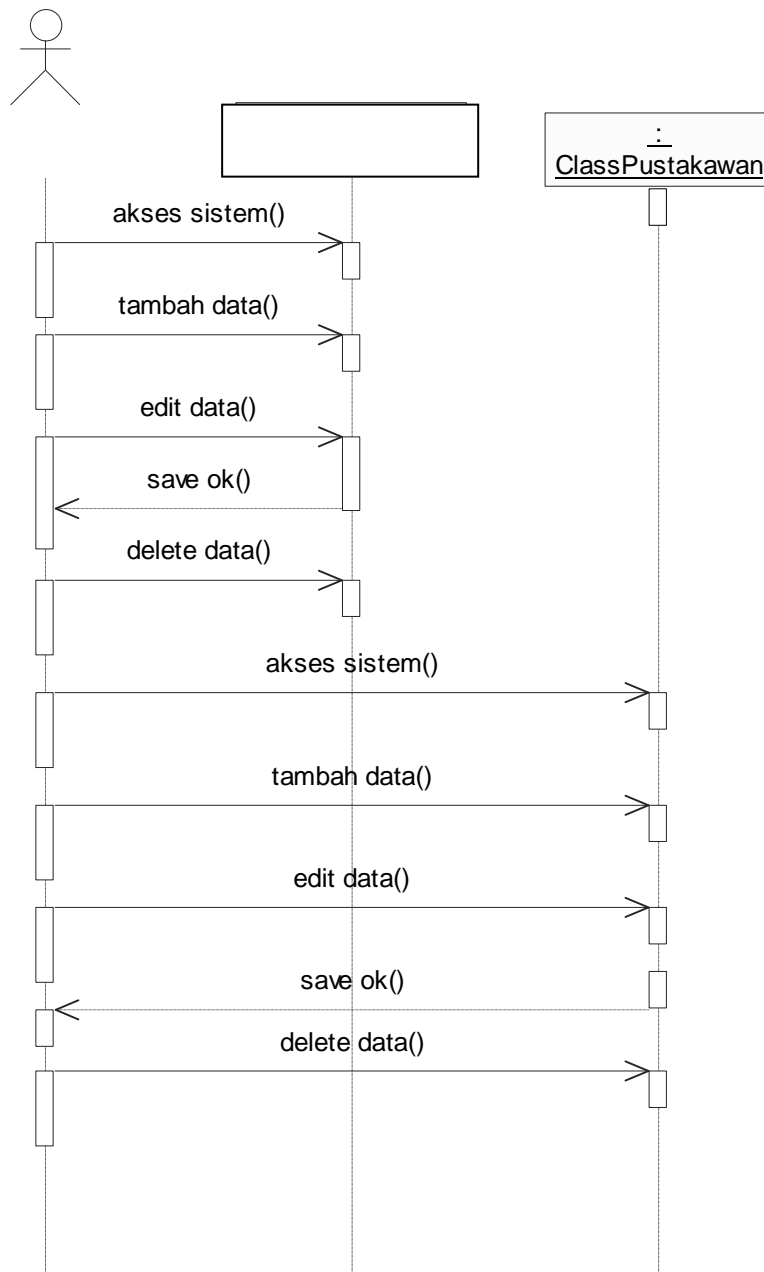 :
ClassPustakawan
akses sistem()
tambah data()
edit data()
save ok()
delete data()
akses sistem()
tambah data()
edit data()
save ok()
delete data()